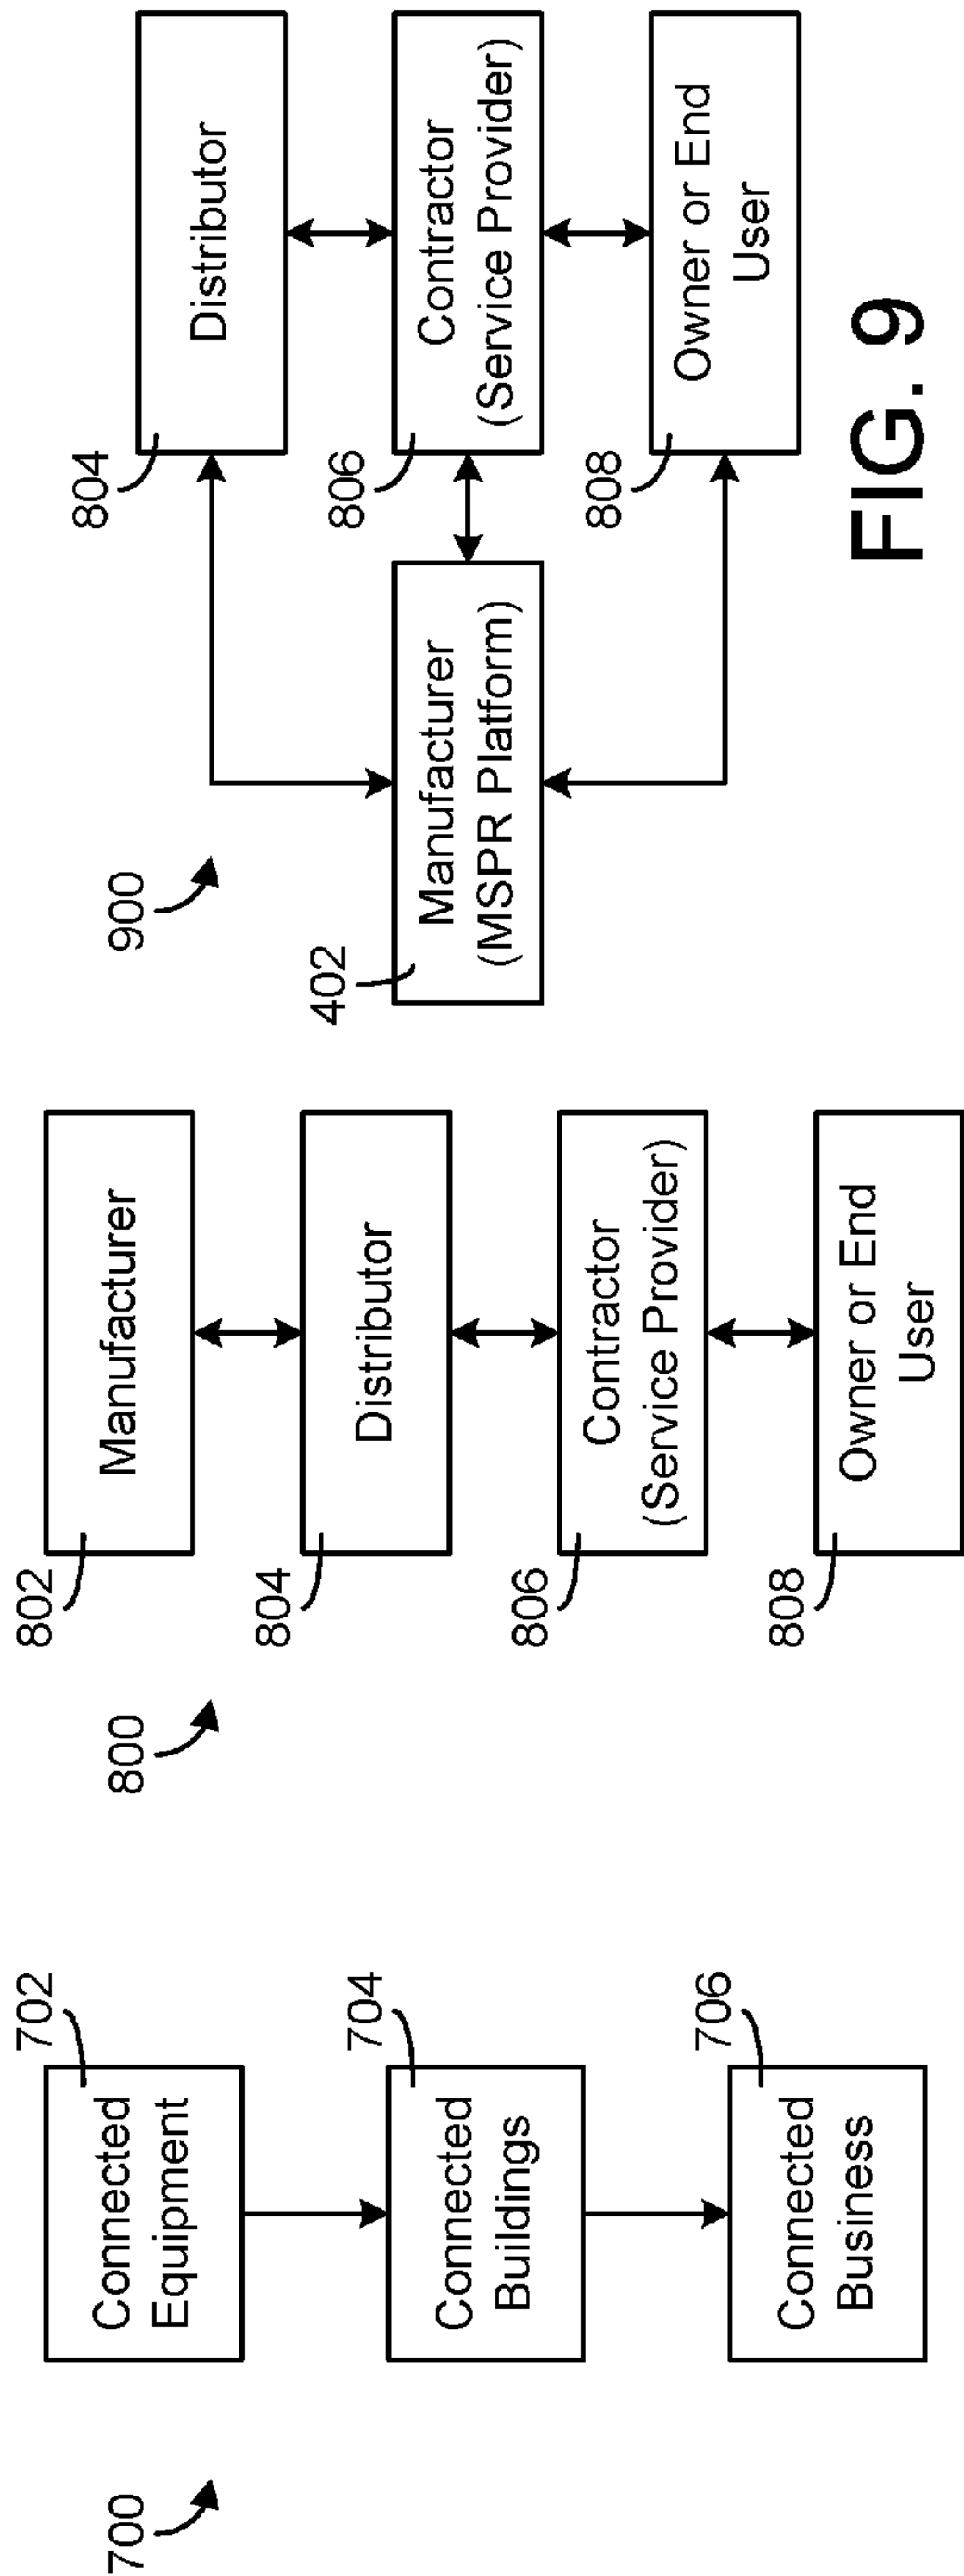 700
702
Connected
Equipment
704
Connected
Buildings
706
Connected
Business
800
802
Manufacturer
804
Distributor
806
Contractor
(Service Provider)
808
Owner or End
User
900
402
Manufacturer
(MSPR Platform)
804
Distributor
806
Contractor
(Service Provider)
808
Owner or End
User
FIG. 9